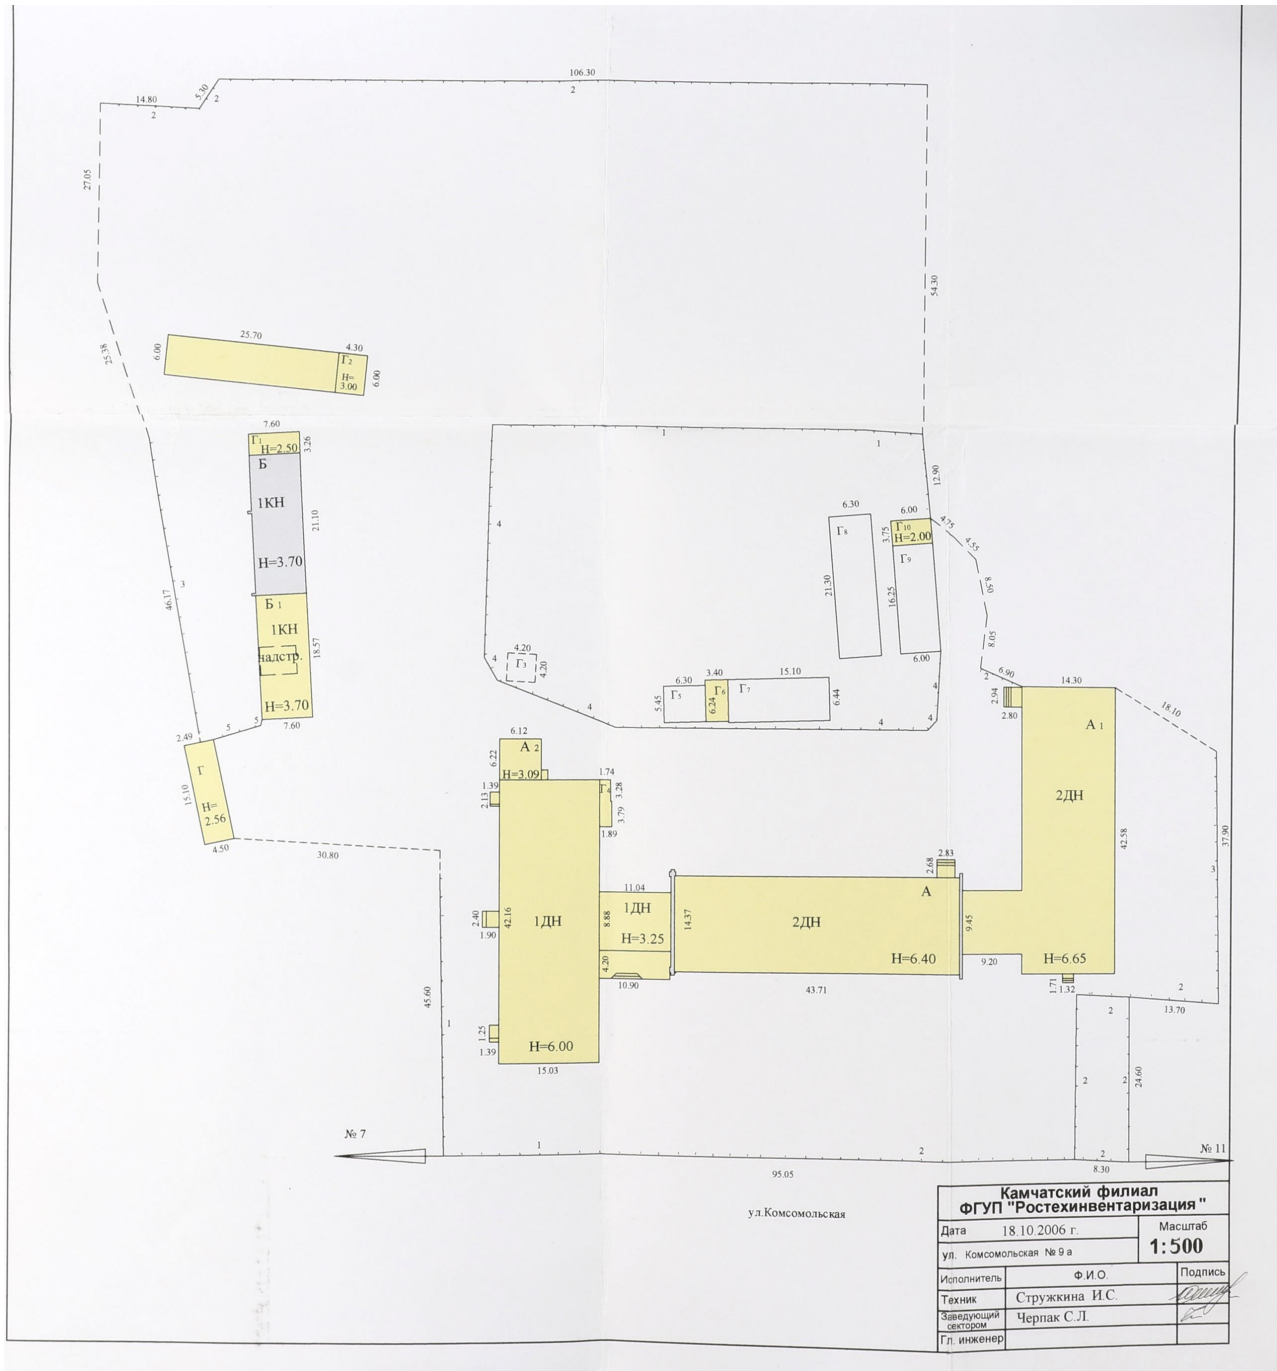 106.30
2
14.80
2
5.30
2
27.05
54.30
25.38
25.70
4.30
6.00
Г2
Н=
3.00
6.00
7.60
Г1
Н=2.50
3.26
Б
1КН
21.10
Н=3.70
Б 1
1КН
надстр.
18.57
Н=3.70
7.60
3
46.17
5
5
2.49
Г
15.10
Н=
2.56
4.50
30.80
1
1
12.90
4
6.30
Г8
21.30
6.00
3.75
Г10
Н=2.00
Г9
16.25
6.00
4.75
4.55
8.50
8.05
6.90
2
4
4.20
Г3
4.20
4
6.30
5.45
Г5
3.40
Г6
6.24
15.10
Г7
6.44
4
4
4
4
6.12
6.22
А 2
Н=3.09
1.74
3.28
3.79
1.89
1.39
2.13
2.40
1.90
42.16
1ДН
1.25
1.39
Н=6.00
15.03
11.04
1ДН
8.88
Н=3.25
4.20
10.90
14.37
2ДН
2.83
2.68
А
Н=6.40
43.71
9.45
9.20
14.30
2.94
2.80
А 1
2ДН
42.58
Н=6.65
1.71
1.32
18.10
37.90
3
2
13.70
2
2
2
24.60
45.60
1
№ 7
1
2
2
8.30
№ 11
95.05
ул.Комсомольская
Камчатский филиал
ФГУП "Ростехинвентаризация"
Дата 18.10.2006 г.
Масштаб
1:500
ул. Комсомольская № 9 а
Исполнитель Ф.И.О. Подпись
Техник Стружкина И.С.
Заведующий
сектором
Черпак С.Л.
Гл. инженер